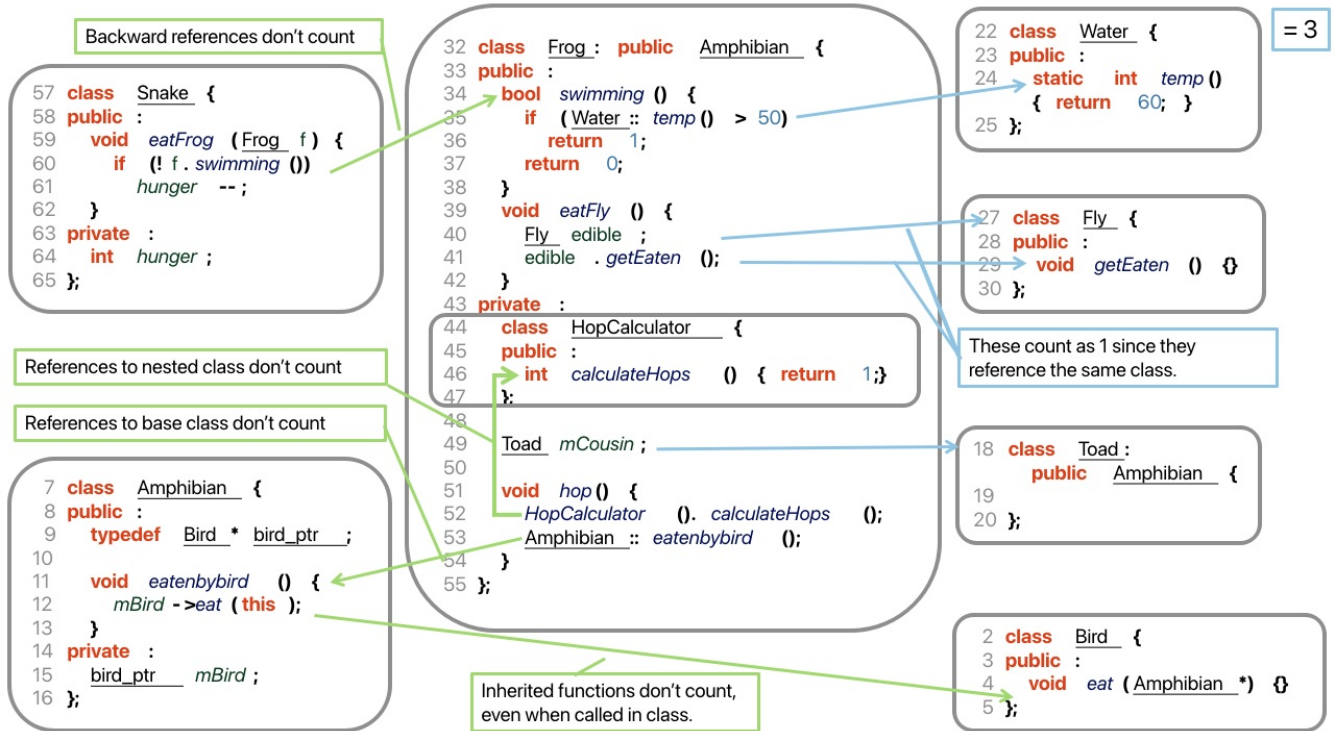 Backward references don't count
57 class Snake {
58 public :
59 void eatFrog (Frog f) {
60 if (! f . swimming ())
61 hunger -- ;
62 }
63 private :
64 int hunger ;
65 };
References to nested class don't count
References to base class don't count
7 class Amphibian {
8 public :
9 typedef Bird * bird_ptr ;
10
11 void eatenbybird () {
12 mBird ->eat (this );
13 }
14 private :
15 bird_ptr mBird ;
16 };
32 class Frog : public Amphibian {
33 public :
34 bool swimming () {
35 if (Water :: temp () > 50)
36 return 1;
37 return 0;
38 }
39 void eatFly () {
40 Fly edible ;
41 edible . getEaten ();
42 }
43 private :
44 class HopCalculator {
45 public :
46 int calculateHops () { return 1;}
47 };
48
49 Toad mCousin ;
50
51 void hop () {
52 HopCalculator (). calculateHops ();
53 Amphibian :: eatenbybird ();
54 }
55 };
Inherited functions don't count,
even when called in class.
22 class Water {
23 public :
24 static int temp ()
{ return 60; }
25 };
= 3
27 class Fly {
28 public :
29 void getEaten () {}
30 };
These count as 1 since they
reference the same class.
18 class Toad :
public Amphibian {
19
20 };
2 class Bird {
3 public :
4 void eat (Amphibian *) {}
5 };